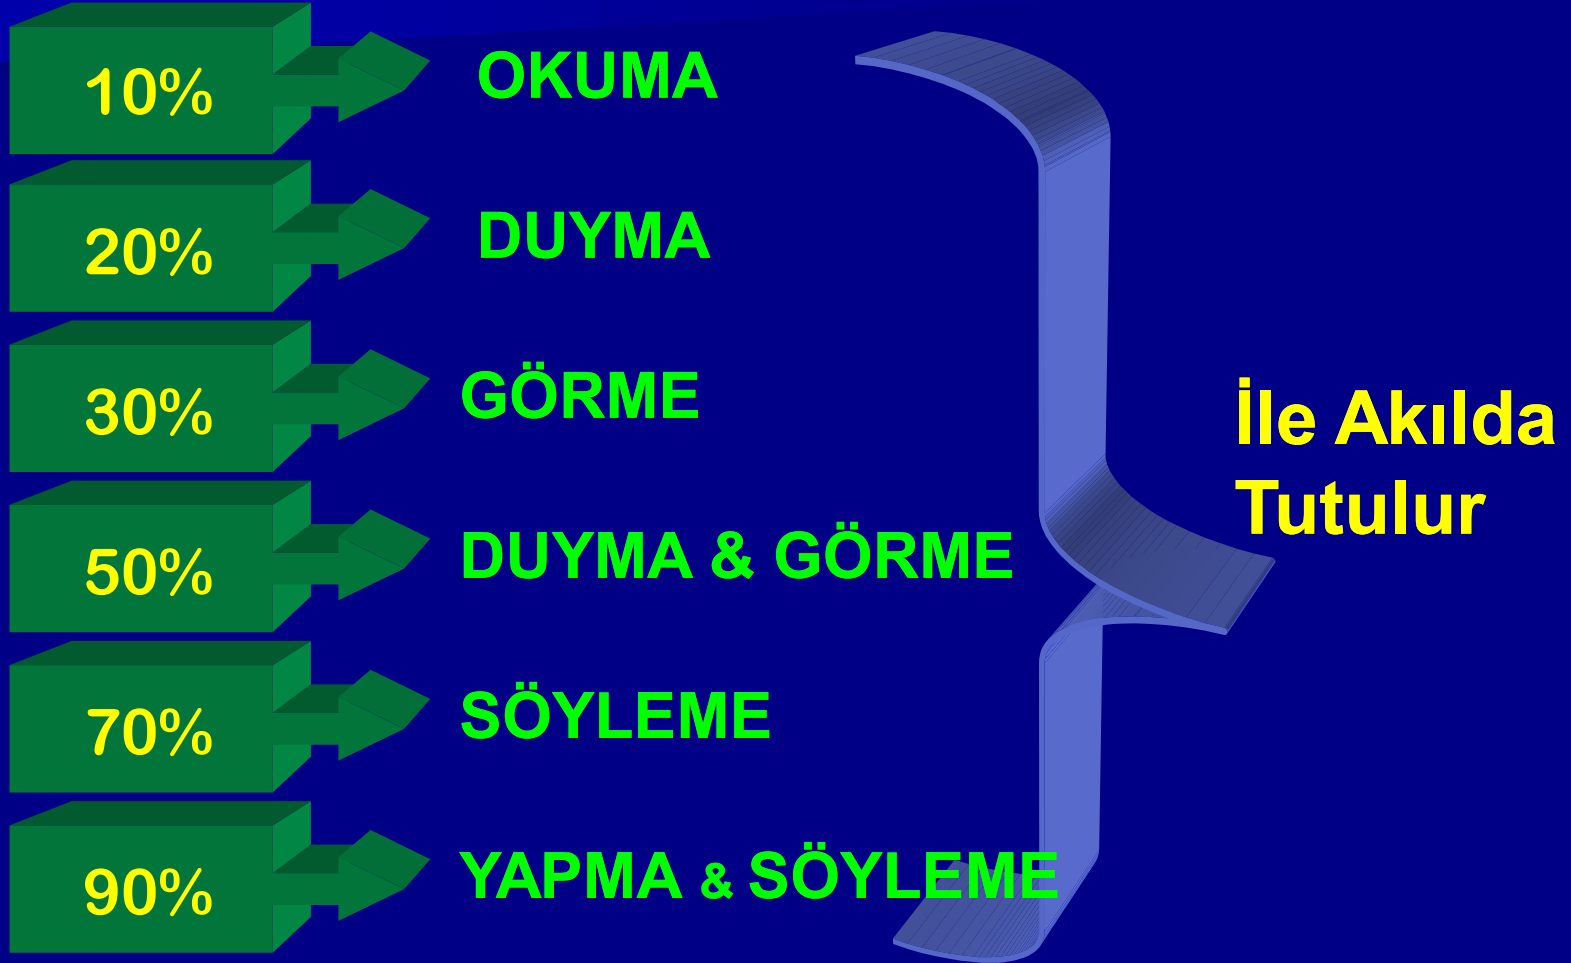 10% OKUMA
20% DUYMA
30% GÖRME
50% DUYMA & GÖRME
70% SÖYLEME
90% YAPMA & SÖYLEME
İle Akılda
Tutulur